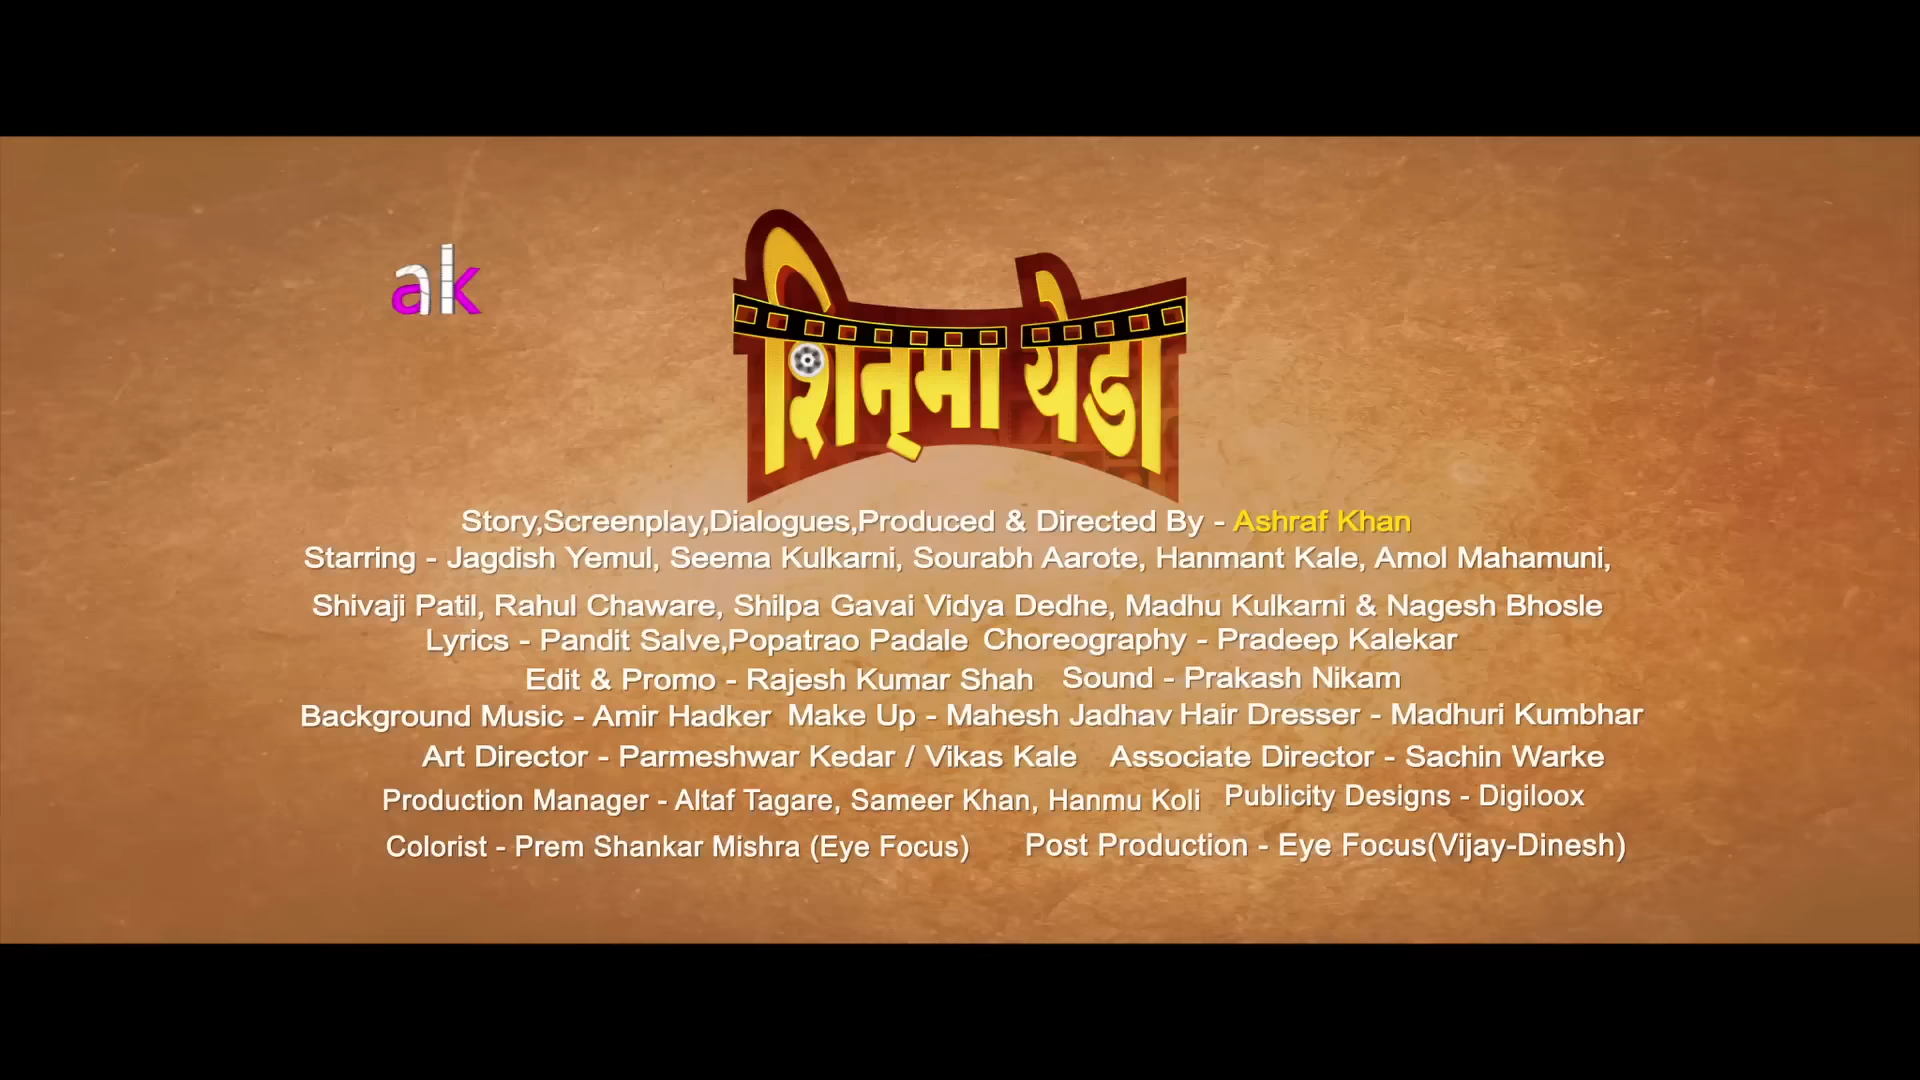 ak
शिनमा येडा
Story,Screenplay,Dialogues,Produced & Directed By - Ashraf Khan
Starring - Jagdish Yemul, Seema Kulkarni, Sourabh Aarote, Hanmant Kale, Amol Mahamuni,
Shivaji Patil, Rahul Chaware, Shilpa Gavai Vidya Dedhe, Madhu Kulkarni & Nagesh Bhosle
Lyrics - Pandit Salve,Popatrao Padale Choreography - Pradeep Kalekar
Edit & Promo - Rajesh Kumar Shah Sound - Prakash Nikam
Background Music - Amir Hadker Make Up - Mahesh Jadhav Hair Dresser - Madhuri Kumbhar
Art Director - Parmeshwar Kedar / Vikas Kale Associate Director - Sachin Warke
Production Manager - Altaf Tagare, Sameer Khan, Hanmu Koli Publicity Designs - Digiloox
Colorist - Prem Shankar Mishra (Eye Focus) Post Production - Eye Focus(Vijay-Dinesh)